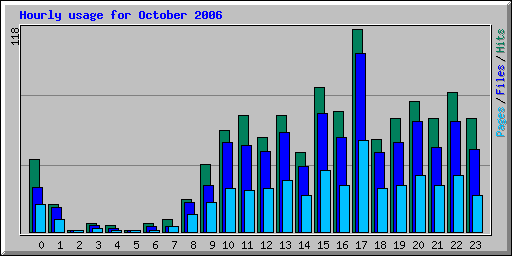 Hourly usage for October 2006
118
Pages / Files / Hits
0 1 2 3 4 5 6 7 8 9 10 11 12 13 14 15 16 17 18 19 20 21 22 23